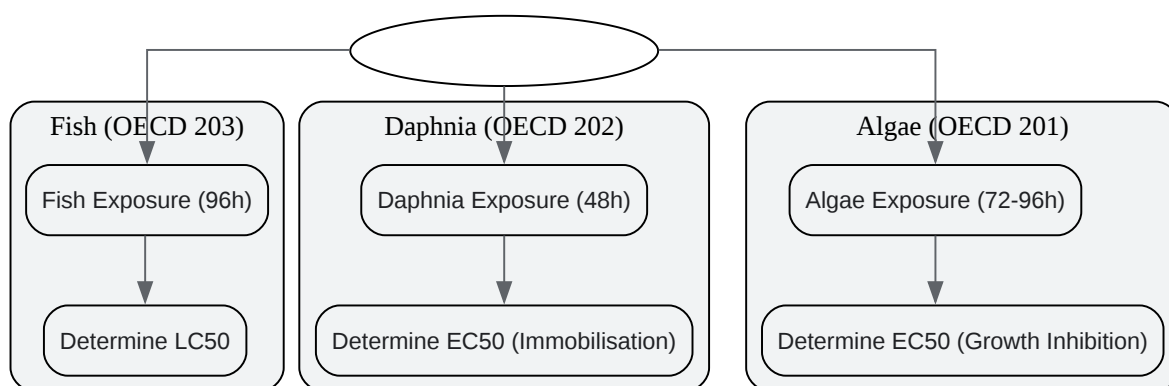 Fish (OECD 203)
Daphnia (OECD 202)
Algae (OECD 201)
Fish Exposure (96h)
Daphnia Exposure (48h)
Algae Exposure (72-96h)
Determine LC50
Determine EC50 (Immobilisation)
Determine EC50 (Growth Inhibition)